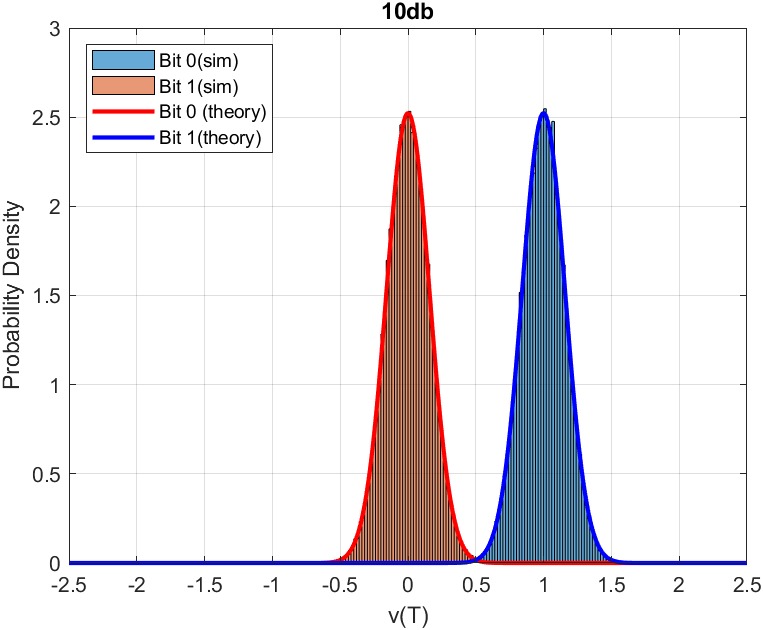 10db
Bit 0(sim)
Bit 1(sim)
Bit 0 (theory)
Bit 1(theory)
Probability Density
3
2.5
2
1.5
1
0.5
0
-2.5 -2 -1.5 -1 -0.5 0 0.5 1 1.5 2 2.5
v(T)